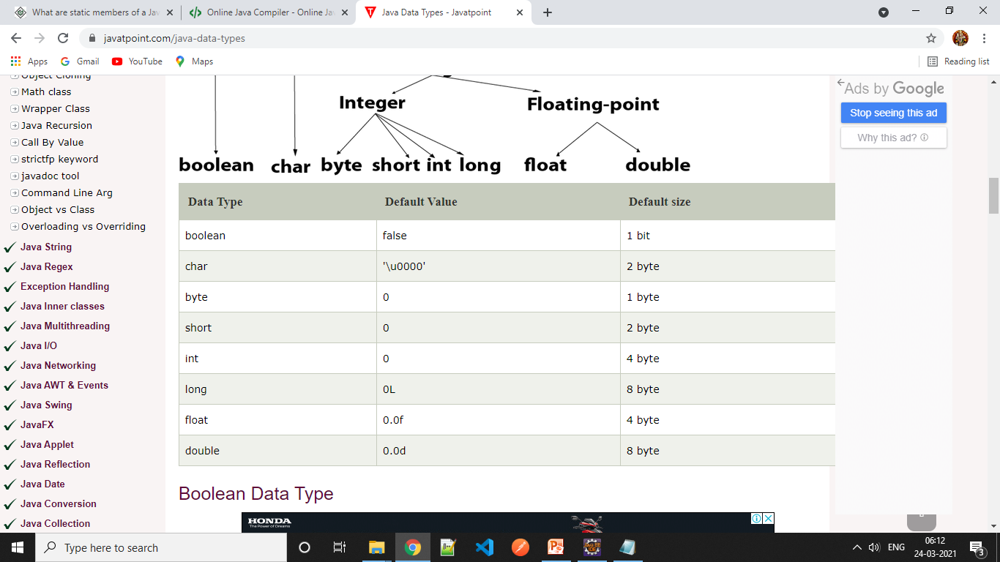 What are static members of a Jav
Online Java Compiler - Online Jav
Java Data Types - Javatpoint
javatpoint.com/java-data-types
Apps
Gmail
YouTube
Maps
Reading list
Object Cloning
Math class
Wrapper Class
Java Recursion
Call By Value
strictfp keyword
javadoc tool
Command Line Arg
Object vs Class
Overloading vs Overriding
Java String
Java Regex
Exception Handling
Java Inner classes
Java Multithreading
Java I/O
Java Networking
Java AWT & Events
Java Swing
JavaFX
Java Applet
Java Reflection
Java Date
Java Conversion
Java Collection
Integer Floating-point
boolean char byte short int long float double
Data Type Default Value Default size
boolean false 1 bit
char '\u0000' 2 byte
byte 0 1 byte
short 0 2 byte
int 0 4 byte
long 0L 8 byte
float 0.0f 4 byte
double 0.0d 8 byte
Boolean Data Type
HONDA
The Power of Dreams
Ads by Google
Stop seeing this ad
Why this ad?
Type here to search
ENG
06:12
24-03-2021
3